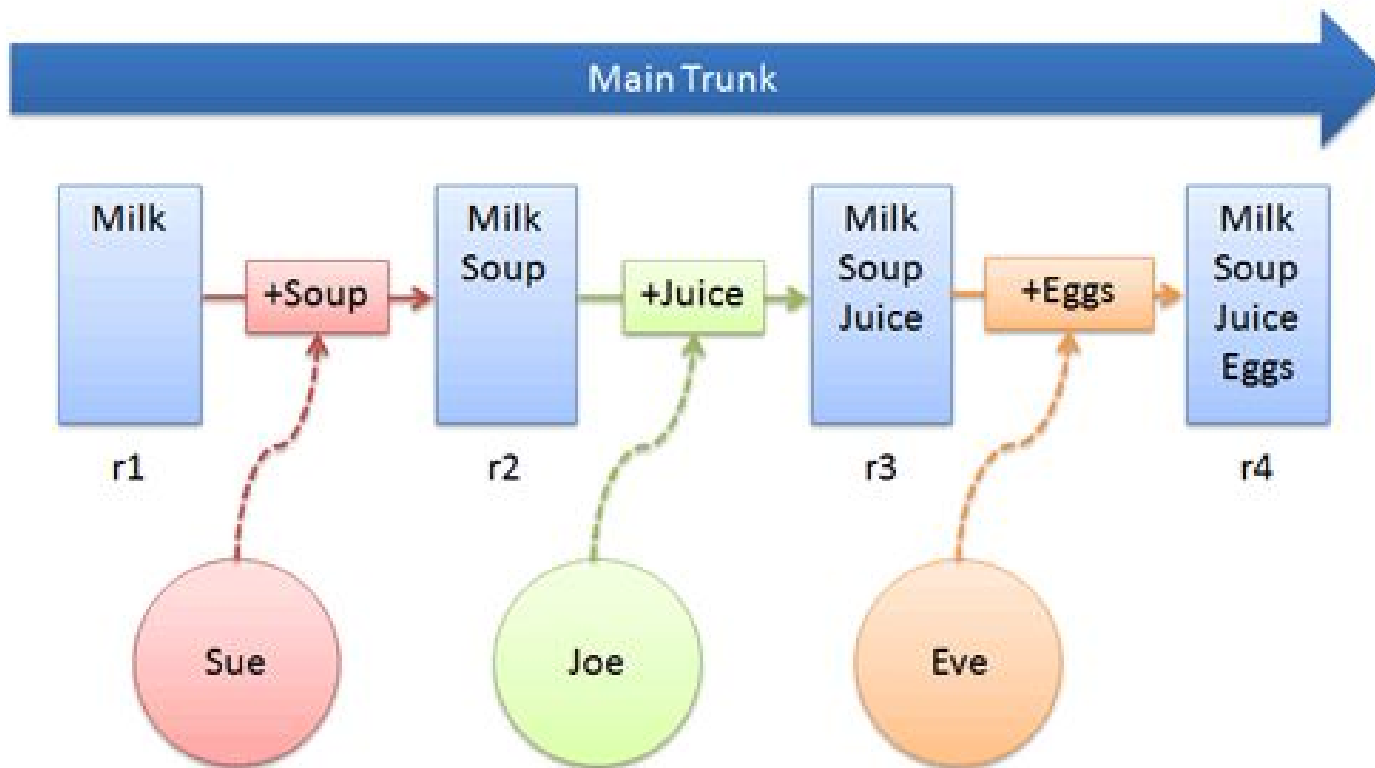 Main Trunk
Milk
+Soup
Milk
Soup
+Juice
Milk
Soup
Juice
+Eggs
Milk
Soup
Juice
Eggs
r1
r2
r3
r4
Sue
Joe
Eve